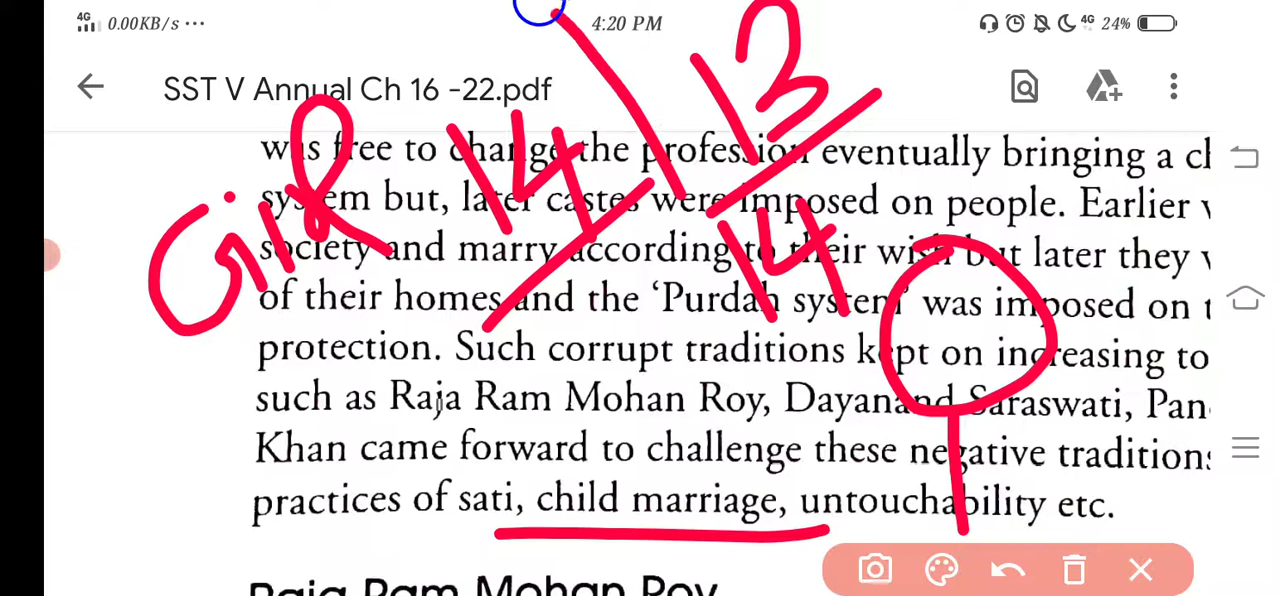 4G 0.00KB/s ... 4:20 PM 4G 24%
SST V Annual Ch 16 -22.pdf
Girl 14 13
14
was free to change the profession eventually bringing a cl
system but, later castes were imposed on people. Earlier v
society and marry according to their wish but later they v
of their homes and the ‘Purdah system’ was imposed on t
protection. Such corrupt traditions kept on increasing to
such as Raja Ram Mohan Roy, Dayanand Saraswati, Pan
Khan came forward to challenge these negative traditions
practices of sati, child marriage, untouchability etc.
Raja Ram Mohan Roy